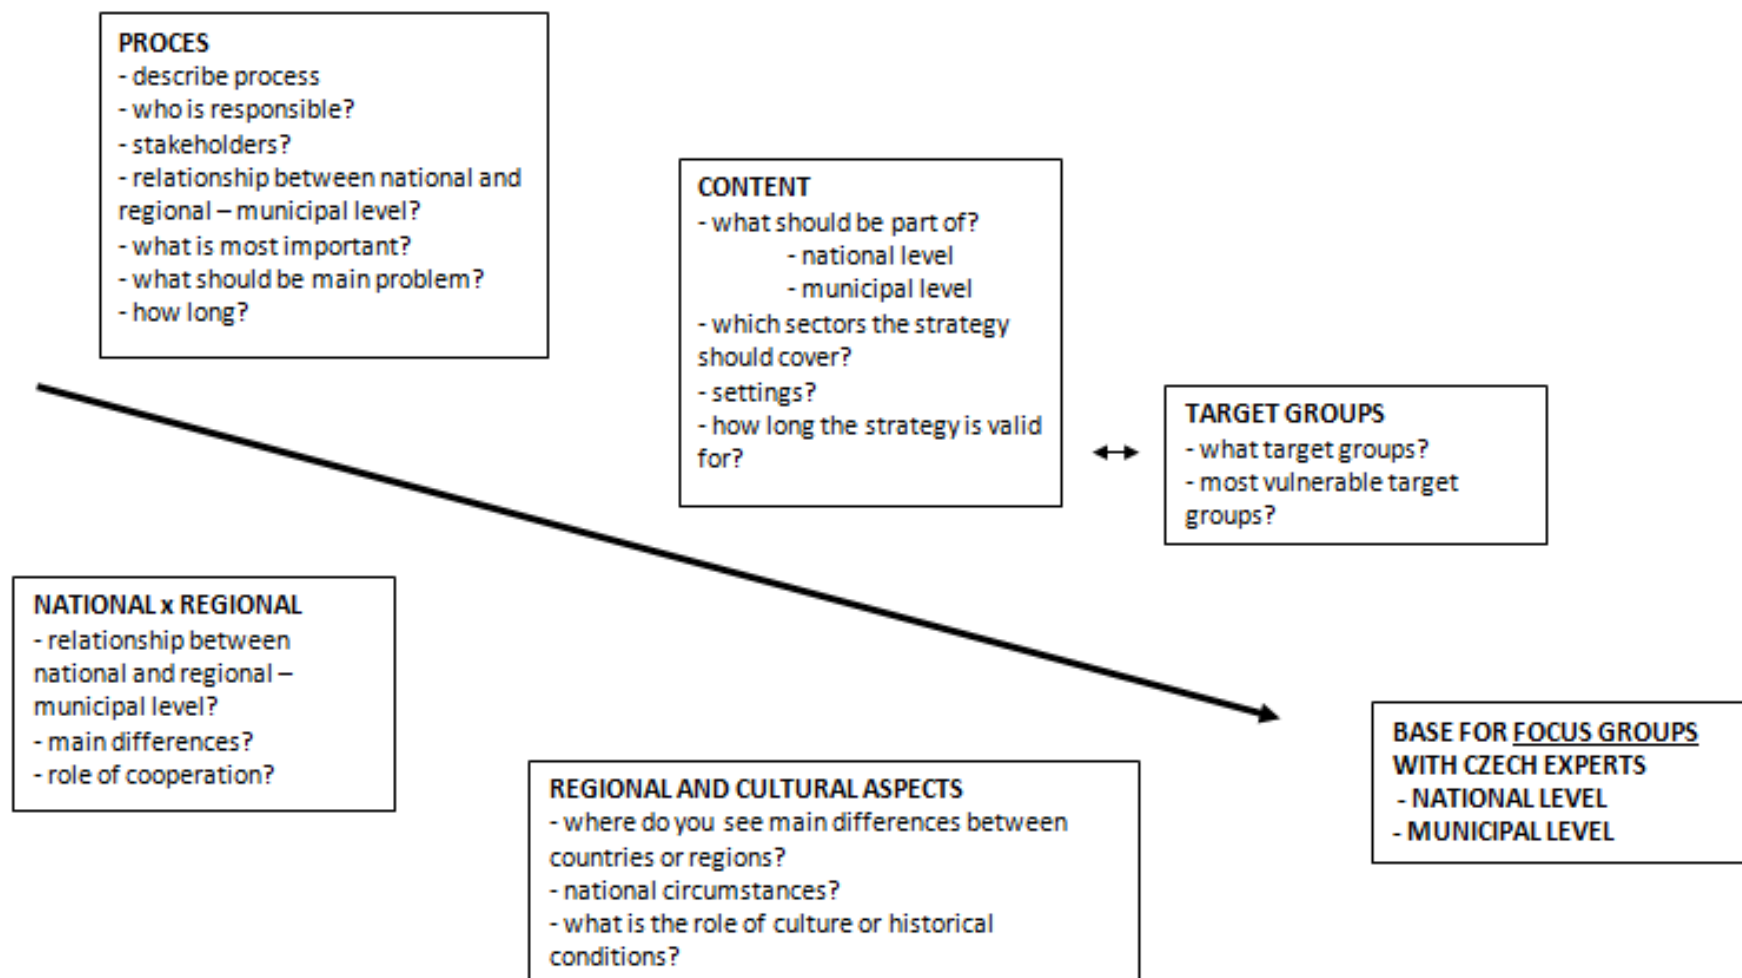 PROCES
- describe process
- who is responsible?
- stakeholders?
- relationship between national and
regional – municipal level?
- what is most important?
- what should be main problem?
- how long?
CONTENT
- what should be part of?
- national level
- municipal level
- which sectors the strategy
should cover?
- settings?
- how long the strategy is valid
for?
TARGET GROUPS
- what target groups?
- most vulnerable target
groups?
NATIONAL x REGIONAL
- relationship between
national and regional –
municipal level?
- main differences?
- role of cooperation?
REGIONAL AND CULTURAL ASPECTS
- where do you see main differences between
countries or regions?
- national circumstances?
- what is the role of culture or historical
conditions?
BASE FOR FOCUS GROUPS
WITH CZECH EXPERTS
- NATIONAL LEVEL
- MUNICIPAL LEVEL